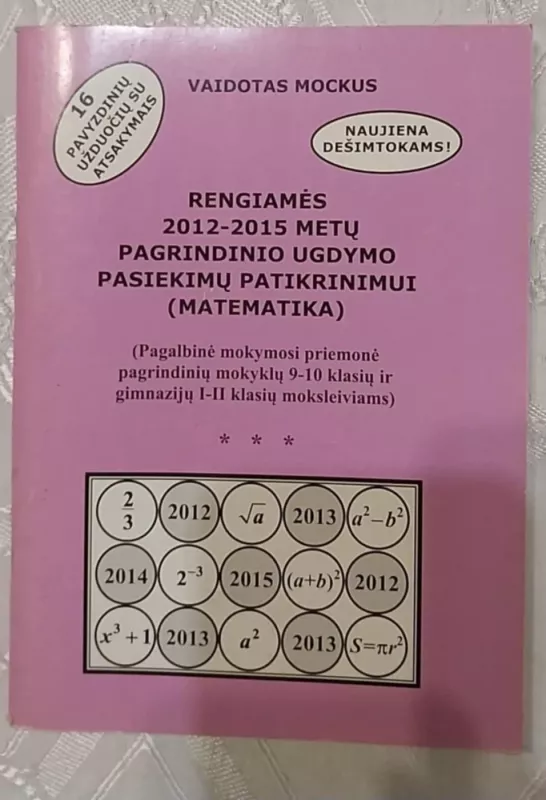 16
PAVYZDINIŲ
UŽDUOČIŲ SU
ATSAKYMAIS
VAIDOTAS MOCKUS
NAUJIENA
DEŠIMTOKAMS!
RENGIAMĖS
2012-2015 METŲ
PAGRINDINIO UGDYMO
PASIEKIMŲ PATIKRINIMUI
(MATEMATIKA)
(Pagalbinė mokymosi priemonė
pagrindinių mokyklų 9-10 klasių ir
gimnazijų I-II klasių moksleiviams)
* * *
2/3 2012 √a 2013 a²–b²
2014 2⁻³ 2015 (a+b)² 2012
x³+1 2013 a² 2013 S=πr²